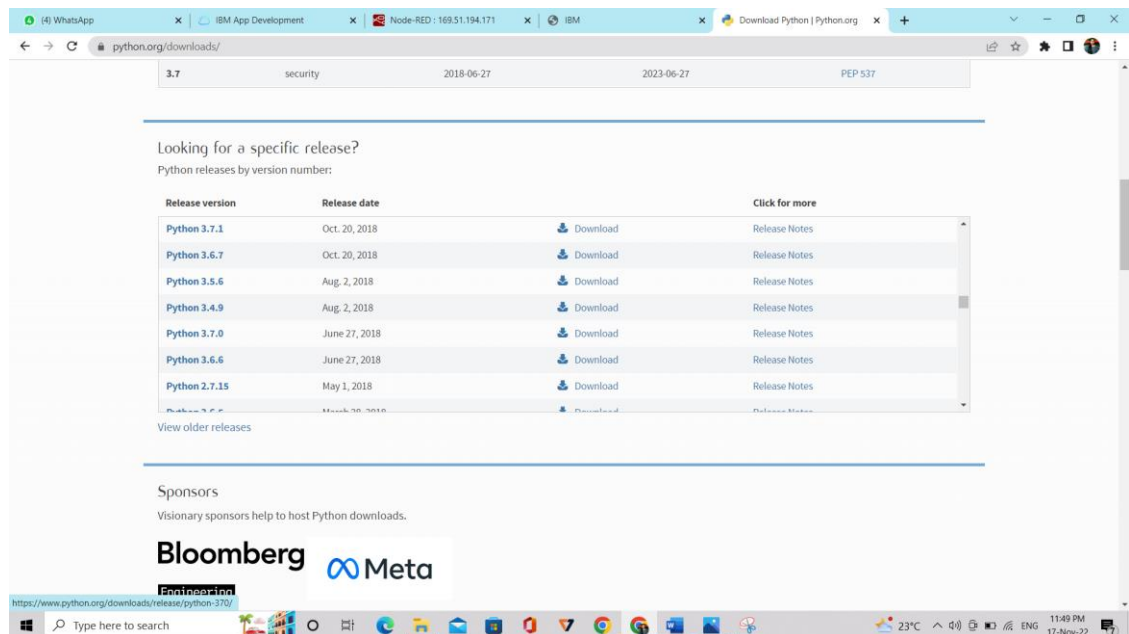 (4) WhatsApp
IBM App Development
Node-RED : 169.51.194.171
IBM
Download Python | Python.org
python.org/downloads/
3.7 security 2018-06-27 2023-06-27 PEP 537
Looking for a specific release?
Python releases by version number:
Release version Release date Click for more
Python 3.7.1 Oct. 20, 2018 Download Release Notes
Python 3.6.7 Oct. 20, 2018 Download Release Notes
Python 3.5.6 Aug. 2, 2018 Download Release Notes
Python 3.4.9 Aug. 2, 2018 Download Release Notes
Python 3.7.0 June 27, 2018 Download Release Notes
Python 3.6.6 June 27, 2018 Download Release Notes
Python 2.7.15 May 1, 2018 Download Release Notes
View older releases
Sponsors
Visionary sponsors help to host Python downloads.
Bloomberg
Engineering
Meta
https://www.python.org/downloads/release/python-370/
Type here to search
23°C ENG 11:49 PM
17-Nov-22